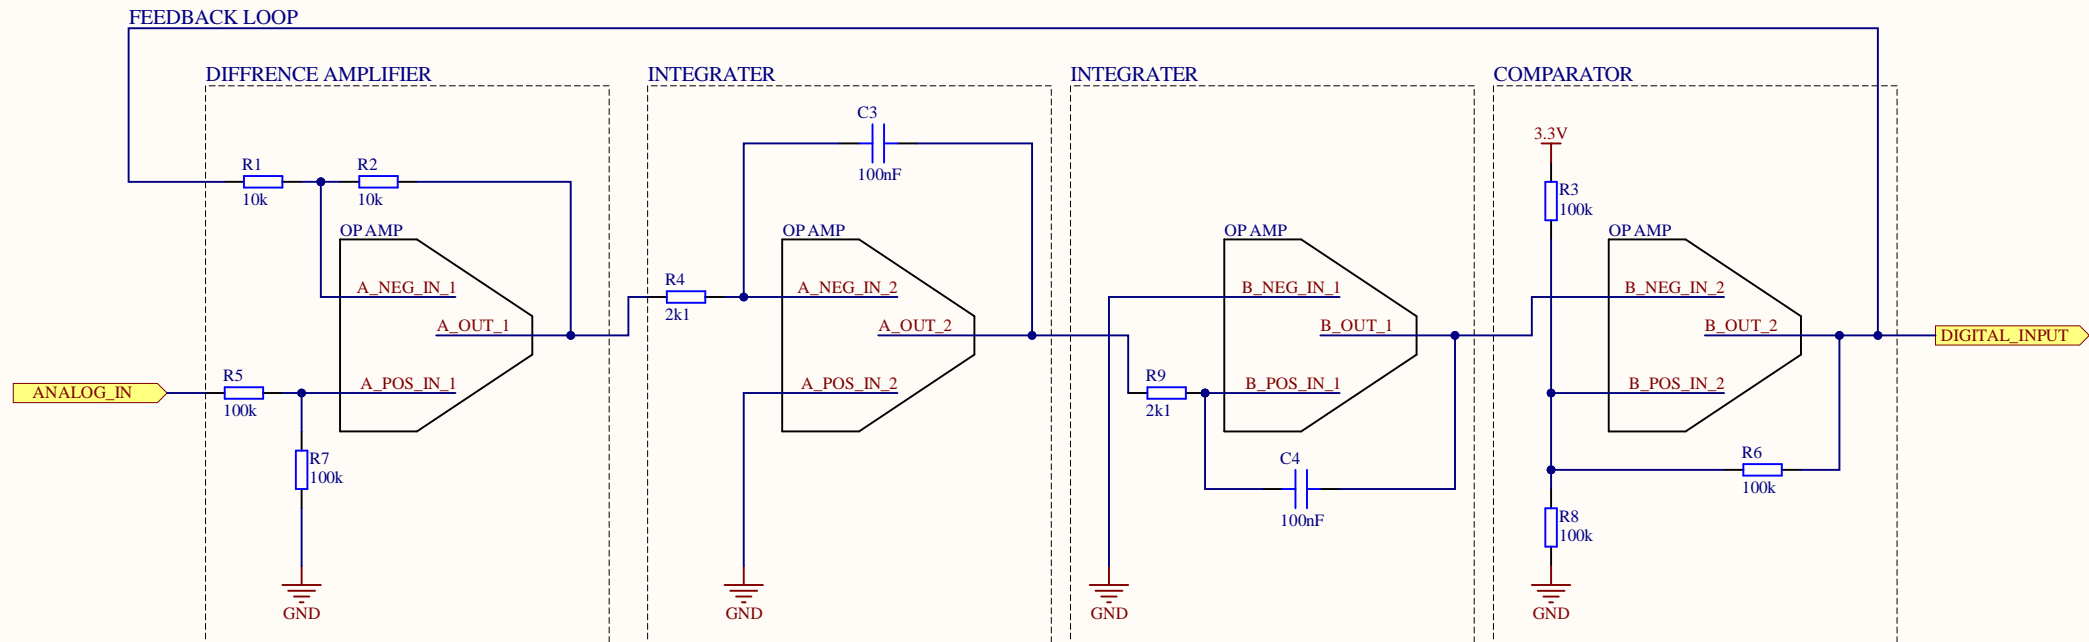 FEEDBACK LOOP
DIFFRENCE AMPLIFIER
INTEGRATER
INTEGRATER
COMPARATOR
C3
100nF
3.3V
R1
10k
R2
10k
R3
100k
OP AMP
OP AMP
OP AMP
OP AMP
A_NEG_IN_1
A_OUT_1
A_POS_IN_1
R4
2k1
A_NEG_IN_2
A_OUT_2
A_POS_IN_2
B_NEG_IN_1
B_OUT_1
B_POS_IN_1
B_NEG_IN_2
B_OUT_2
B_POS_IN_2
DIGITAL_INPUT
ANALOG_IN
R5
100k
R9
2k1
R7
100k
C4
100nF
R6
100k
R8
100k
GND
GND
GND
GND